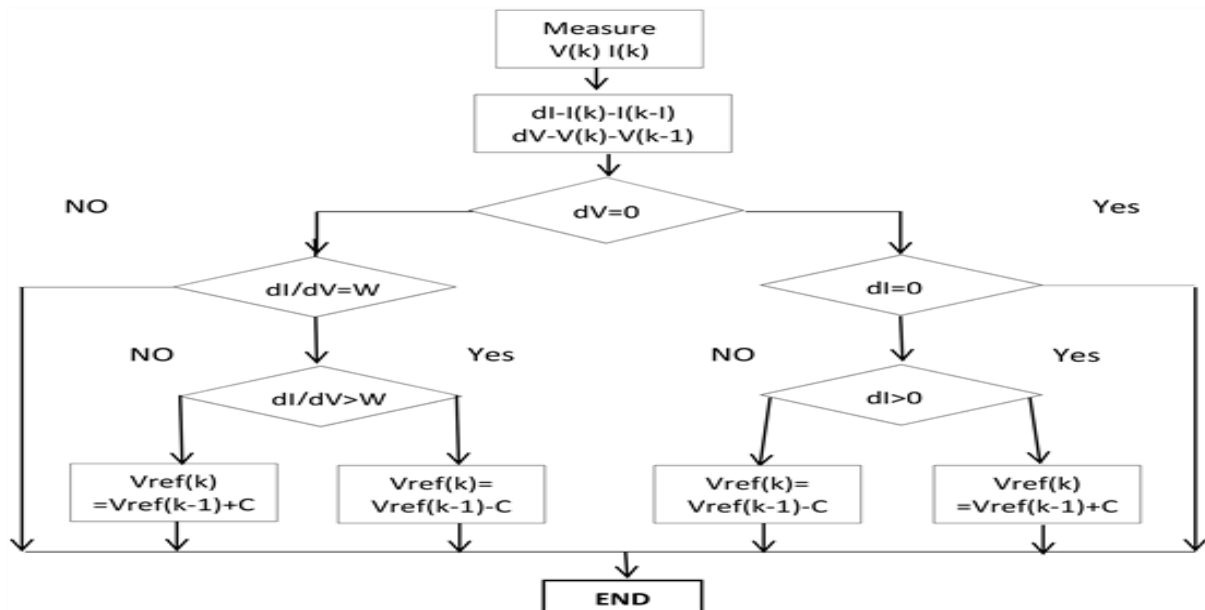 Measure
V(k) I(k)
dI-I(k)-I(k-I)
dV-V(k)-V(k-1)
NO
dV=0
Yes
dI/dV=W
dI=0
NO
Yes
NO
Yes
dI/dV>W
dI>0
Vref(k)
=Vref(k-1)+C
Vref(k)=
Vref(k-1)-C
Vref(k)=
Vref(k-1)-C
Vref(k)
=Vref(k-1)+C
END